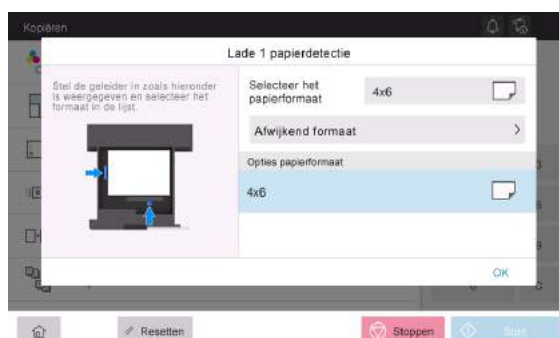 Kopiëren
Lade 1 papierdetectie
Stel de geleider in zoals hieronder
is weergegeven en selecteer het
formaat in de lijst.
Selecteer het
papierformaat
4x6
Afwijkend formaat
Opties papierformaat
4x6
OK
Resetten
Stoppen
Start